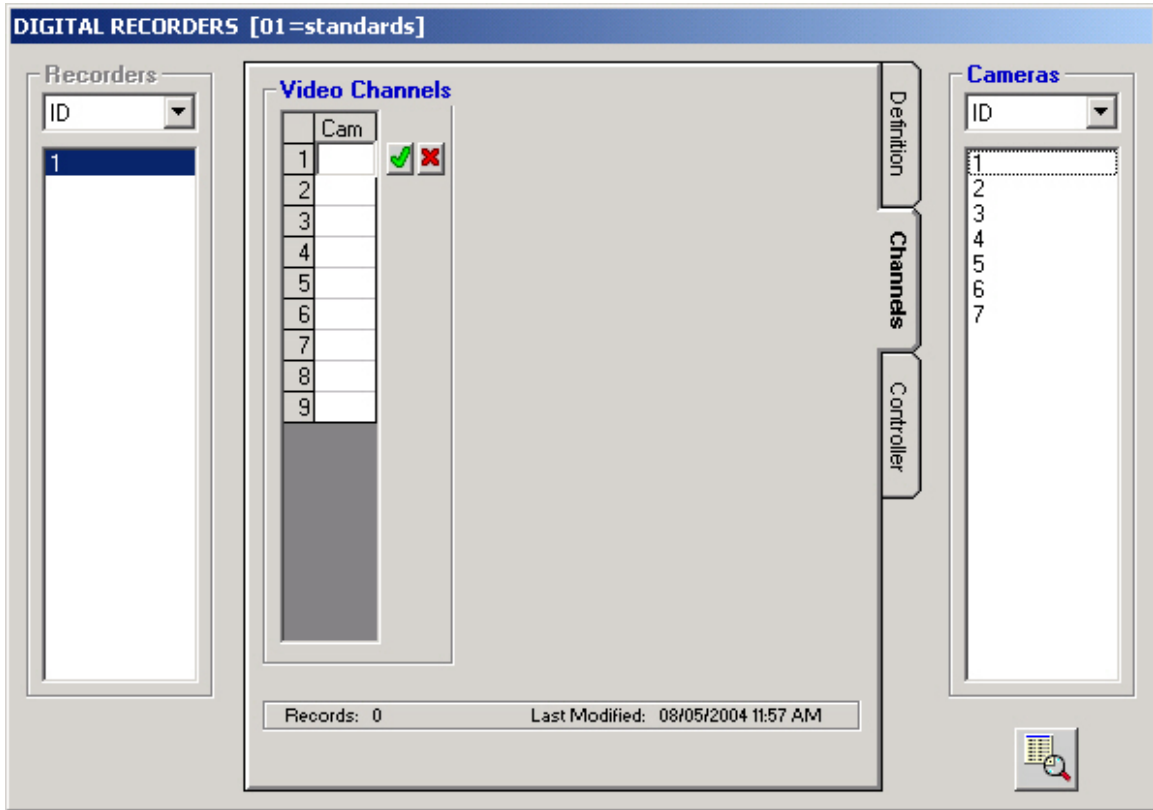 DIGITAL RECORDERS [01=standards]
Recorders
ID
1
Video Channels
Cam
1
2
3
4
5
6
7
8
9
Records: 0 Last Modified: 08/05/2004 11:57 AM
Definition
Channels
Controller
Cameras
ID
1
2
3
4
5
6
7